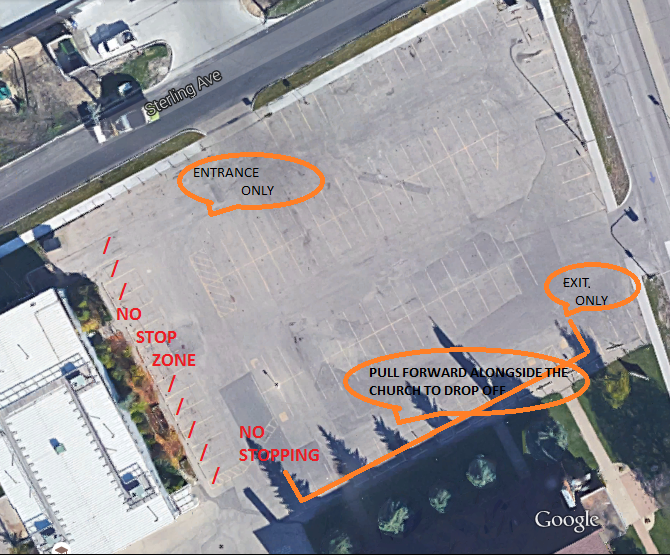 Sterling Ave
ENTRANCE
ONLY
EXIT.
ONLY
NO
STOP
ZONE
PULL FORWARD ALONGSIDE THE
CHURCH TO DROP OFF
NO
STOPPING
Google